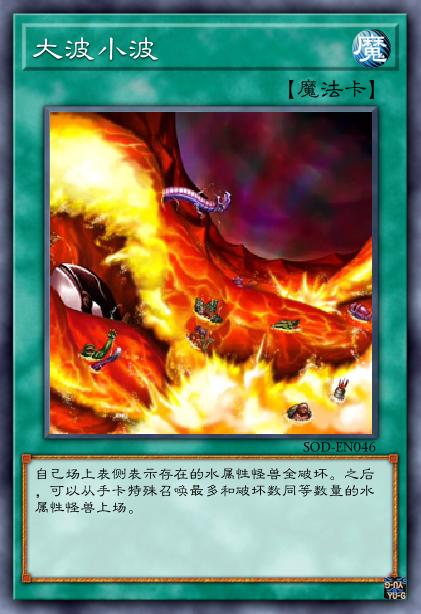 大波小波
魔
【魔法卡】
SOD-EN046
自己场上表侧表示存在的水属性怪兽全破坏。之后
，可以从手卡特殊召唤最多和破坏数同等数量的水
属性怪兽上场。